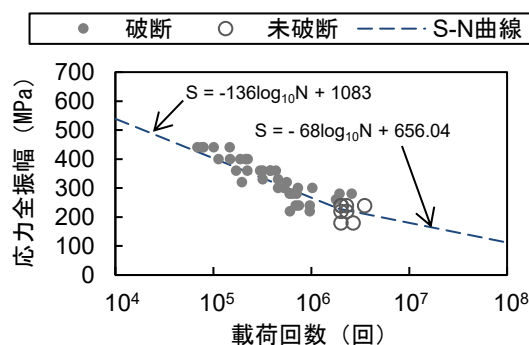 破断 未破断 S-N曲線
700
600
500
400
300
200
100
0
応力全振幅（MPa）
S = -136log₁₀N + 1083
S = - 68log₁₀N + 656.04
10⁴ 10⁵ 10⁶ 10⁷ 10⁸
載荷回数（回）